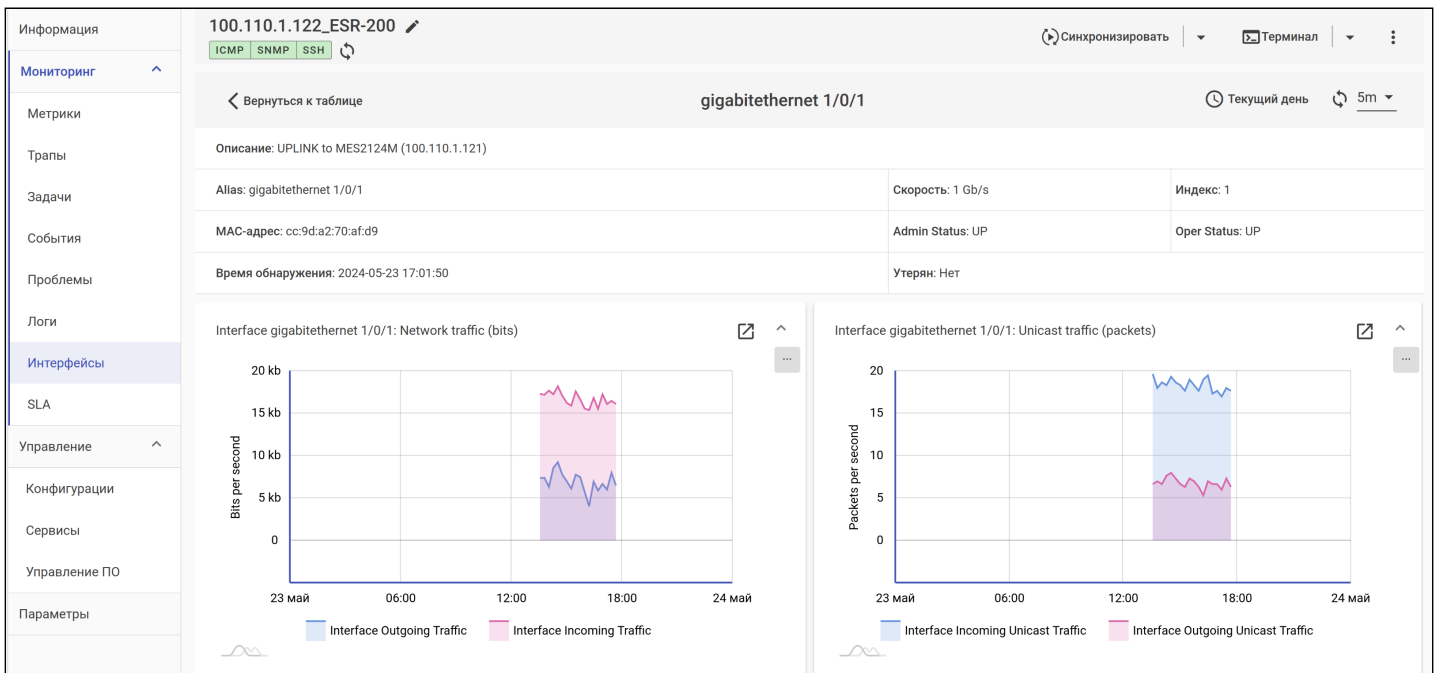 Информация
Мониторинг
Метрики
Трапы
Задачи
События
Проблемы
Логи
Интерфейсы
SLA
Управление
Конфигурации
Сервисы
Управление ПО
Параметры
100.110.1.122_ESR-200
ICMP SNMP SSH
Синхронизировать
Терминал
Вернуться к таблице
gigabitethernet 1/0/1
Текущий день
5m
Описание: UPLINK to MES2124M (100.110.1.121)
Alias: gigabitethernet 1/0/1
Скорость: 1 Gb/s
Индекс: 1
MAC-адрес: cc:9d:a2:70:af:d9
Admin Status: UP
Oper Status: UP
Время обнаружения: 2024-05-23 17:01:50
Утерян: Нет
Interface gigabitethernet 1/0/1: Network traffic (bits)
...
Bits per second
20 kb
15 kb
10 kb
5 kb
0
23 май 06:00 12:00 18:00 24 май
Interface Outgoing Traffic Interface Incoming Traffic
Interface gigabitethernet 1/0/1: Unicast traffic (packets)
...
Packets per second
20
15
10
5
0
23 май 06:00 12:00 18:00 24 май
Interface Incoming Unicast Traffic Interface Outgoing Unicast Traffic